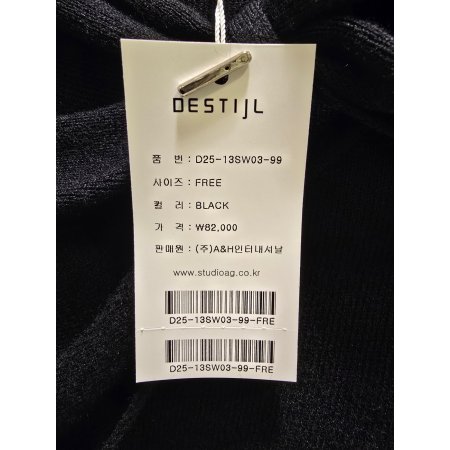 DESTIJL
품 번 : D25-13SW03-99
사이즈 : FREE
컬 러 : BLACK
가 격 : ₩82,000
판매원 : (주)A&H인터내셔날
www.studioag.co.kr
D25-13SW03-99-FRE
D25-13SW03-99-FRE